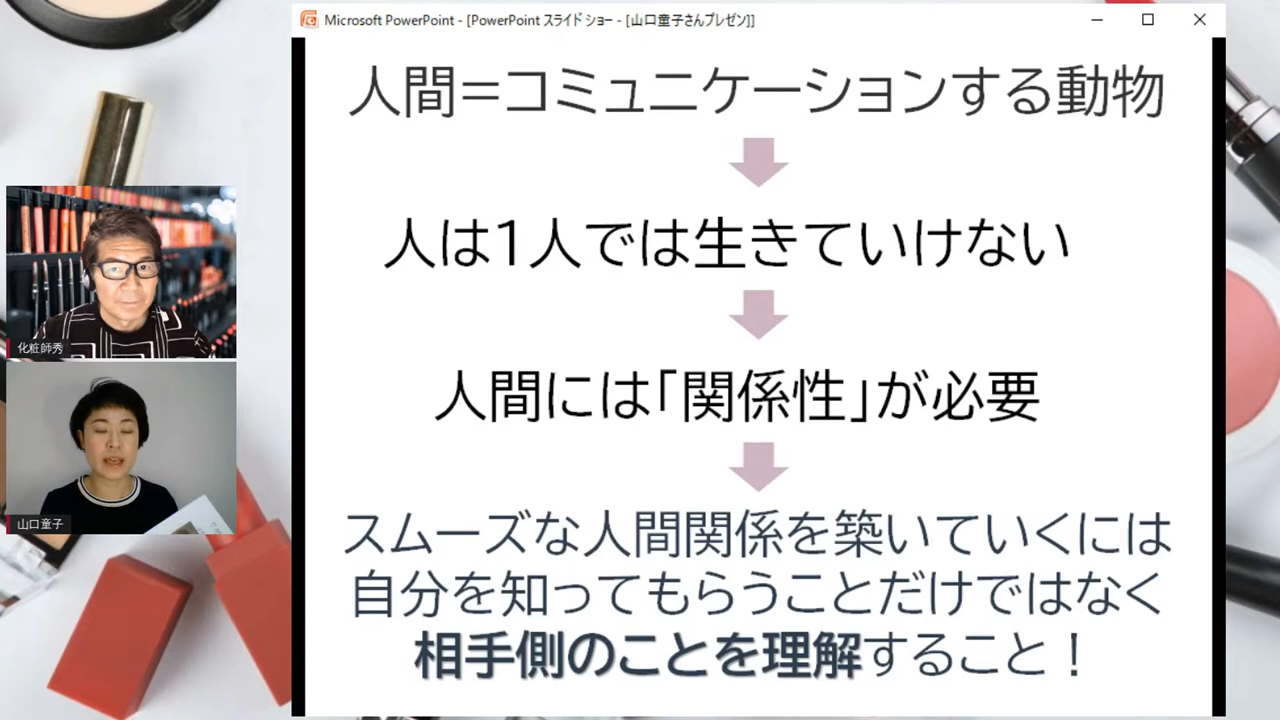 Microsoft PowerPoint - [PowerPoint スライド ショー - [山口童子さんプレゼン]]
人間＝コミュニケーションする動物
人は1人では生きていけない
人間には「関係性」が必要
スムーズな人間関係を築いていくには
自分を知ってもらうことだけではなく
相手側のことを理解すること！
化粧師秀
山口童子